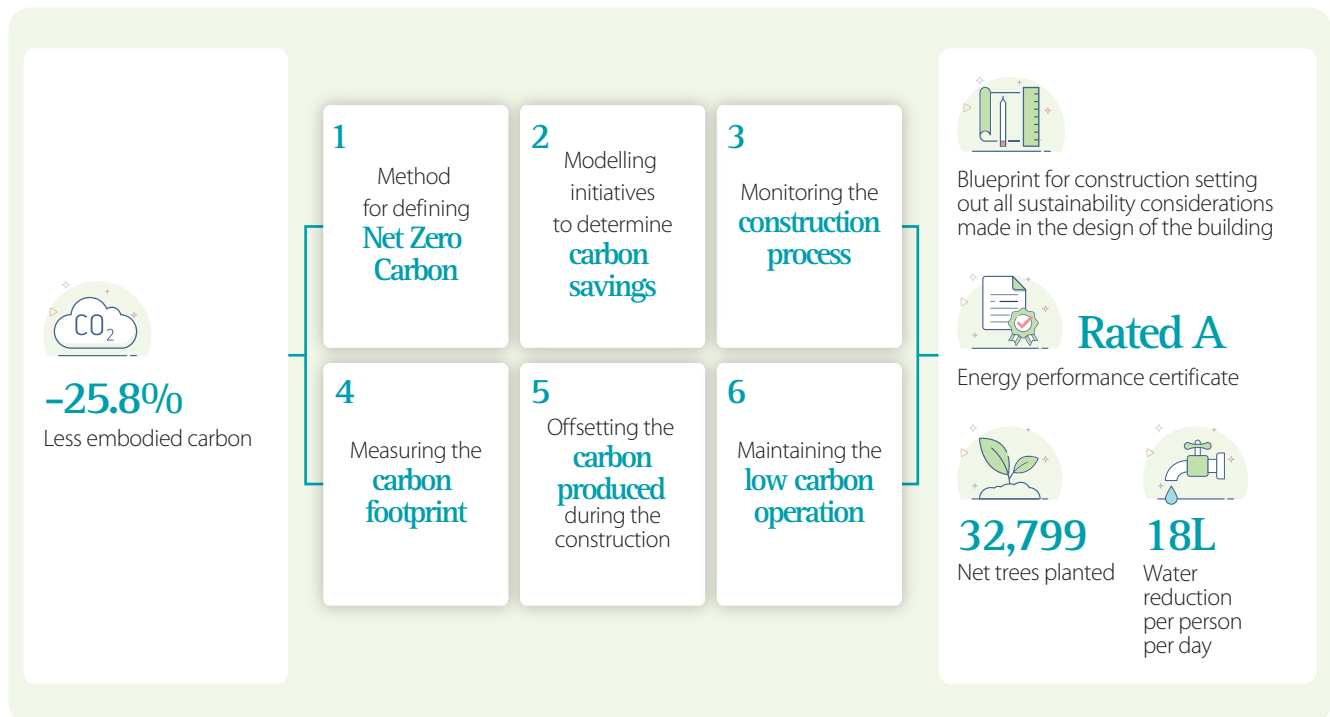 CO2
-25.8%
Less embodied carbon
1
Method
for defining
Net Zero
Carbon
2
Modelling
initiatives
to determine
carbon
savings
3
Monitoring the
construction
process
4
Measuring the
carbon
footprint
5
Offsetting the
carbon
produced
during the
construction
6
Maintaining the
low carbon
operation
Blueprint for construction setting
out all sustainability considerations
made in the design of the building
Rated A
Energy performance certificate
32,799
Net trees planted
18L
Water
reduction
per person
per day